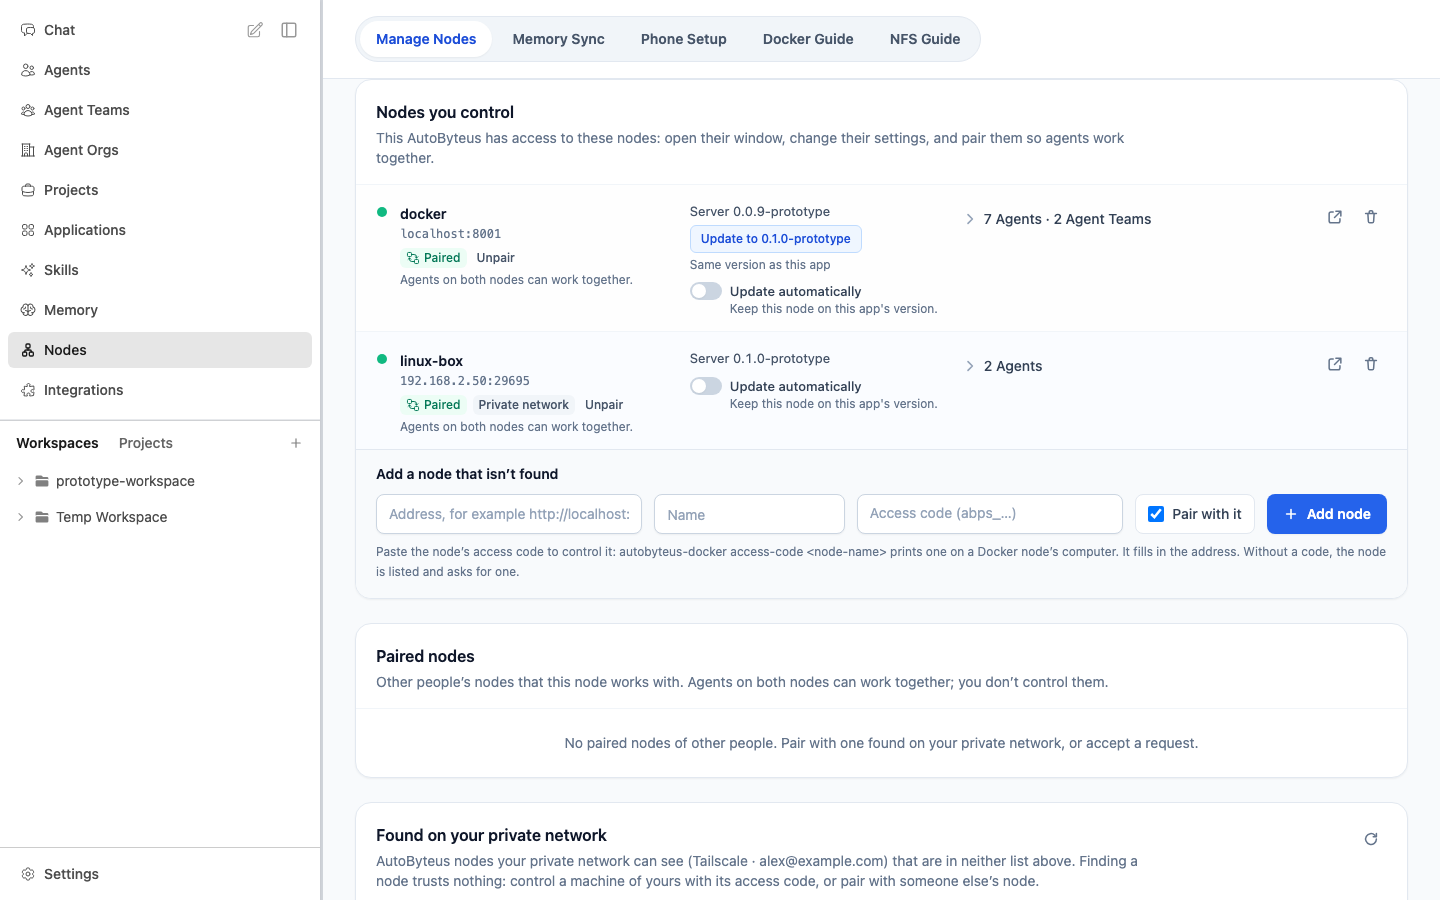 Chat
Agents
Agent Teams
Agent Orgs
Projects
Applications
Skills
Memory
Nodes
Integrations
Workspaces
Projects
prototype-workspace
Temp Workspace
Settings
Manage Nodes
Memory Sync
Phone Setup
Docker Guide
NFS Guide
Nodes you control
This AutoByteus has access to these nodes: open their window, change their settings, and pair them so agents work
together.
docker
localhost:8001
Paired
Unpair
Agents on both nodes can work together.
Server 0.0.9-prototype
Update to 0.1.0-prototype
Same version as this app
Update automatically
Keep this node on this app's version.
7 Agents · 2 Agent Teams
linux-box
192.168.2.50:29695
Paired
Private network
Unpair
Agents on both nodes can work together.
Server 0.1.0-prototype
Update automatically
Keep this node on this app's version.
2 Agents
Add a node that isn’t found
Address, for example http://localhost:
Name
Access code (abps_…)
Pair with it
Add node
Paste the node’s access code to control it: autobyteus-docker access-code <node-name> prints one on a Docker node’s computer. It fills in the address. Without a code, the node
is listed and asks for one.
Paired nodes
Other people’s nodes that this node works with. Agents on both nodes can work together; you don’t control them.
No paired nodes of other people. Pair with one found on your private network, or accept a request.
Found on your private network
AutoByteus nodes your private network can see (Tailscale · alex@example.com) that are in neither list above. Finding a
node trusts nothing: control a machine of yours with its access code, or pair with someone else’s node.